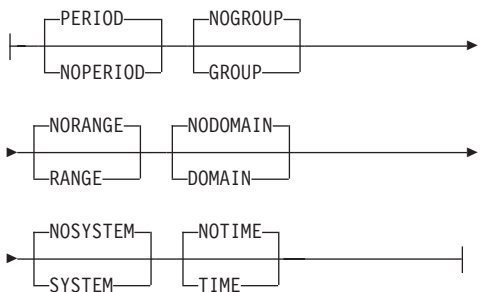 PERIOD NOGROUP
NOPERIOD GROUP
NORANGE NODOMAIN
RANGE DOMAIN
NOSYSTEM NOTIME
SYSTEM TIME